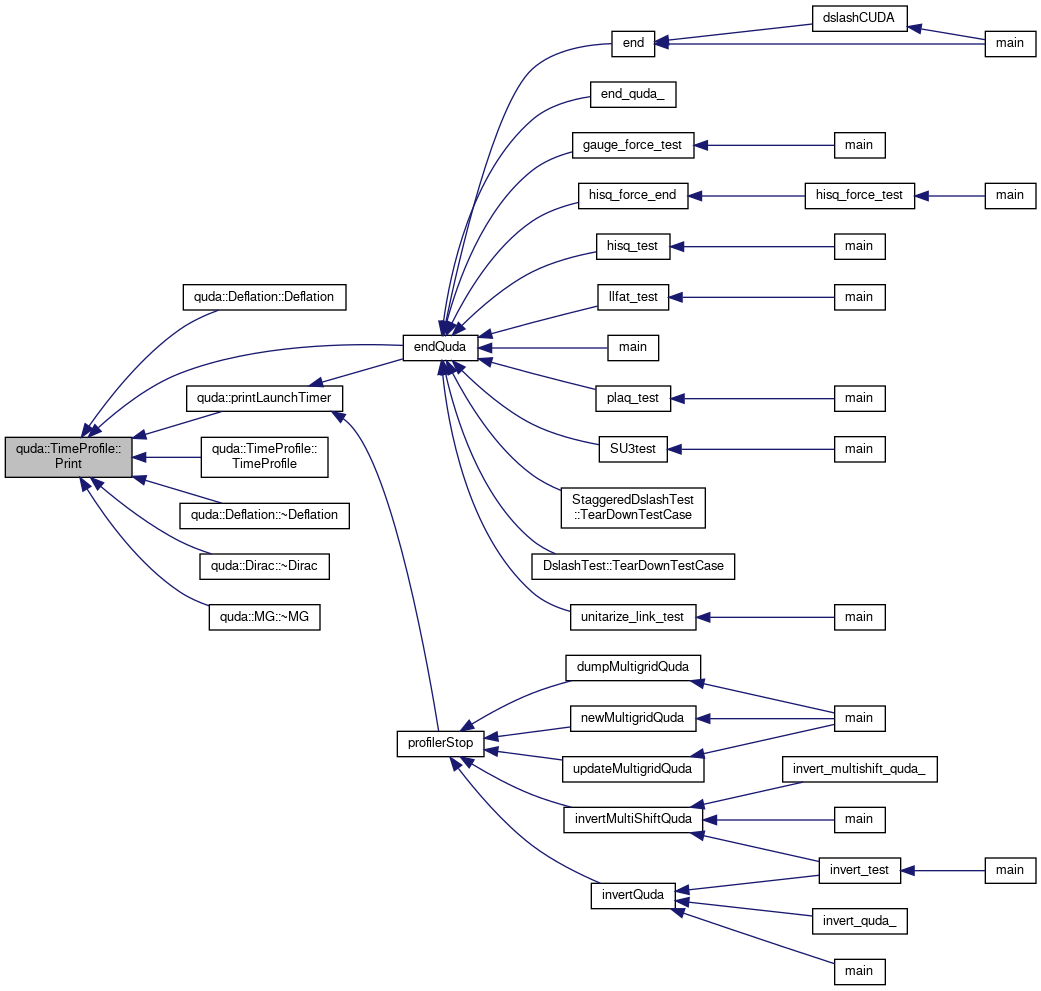 dslashCUDA
end
main
end_quda_
gauge_force_test
main
hisq_force_end
hisq_force_test
main
hisq_test
main
quda::Deflation::Deflation
llfat_test
main
endQuda
main
quda::printLaunchTimer
plaq_test
main
quda::TimeProfile::
Print
quda::TimeProfile::
TimeProfile
SU3test
main
quda::Deflation::~Deflation
StaggeredDslashTest
::TearDownTestCase
quda::Dirac::~Dirac
DslashTest::TearDownTestCase
quda::MG::~MG
unitarize_link_test
main
dumpMultigridQuda
newMultigridQuda
main
profilerStop
updateMultigridQuda
invert_multishift_quda_
invertMultiShiftQuda
main
invert_test
main
invertQuda
invert_quda_
main